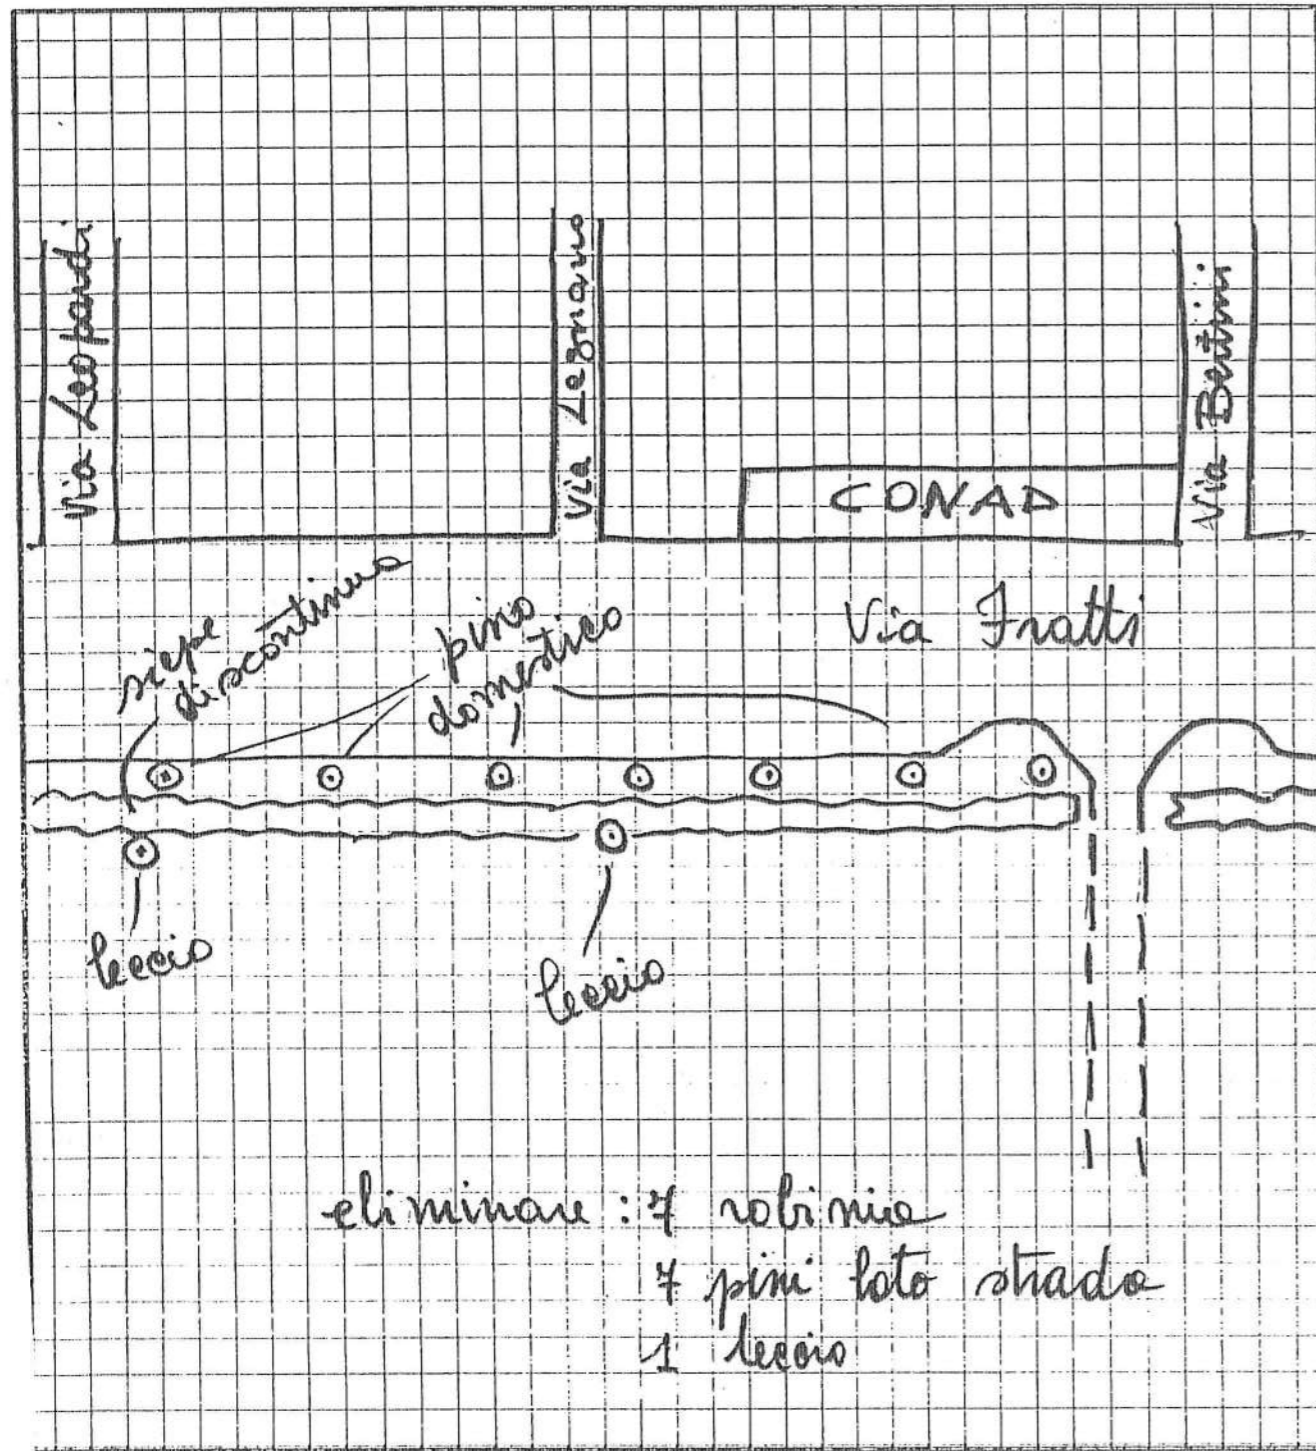 Via Leopardi
Via Legnano
Via Bertini
CONAD
Via Fratti
siepe
discontinua
pino
domestico
leccio
leccio
eliminare : 7 robinia
7 pini lato strada
1 leccio